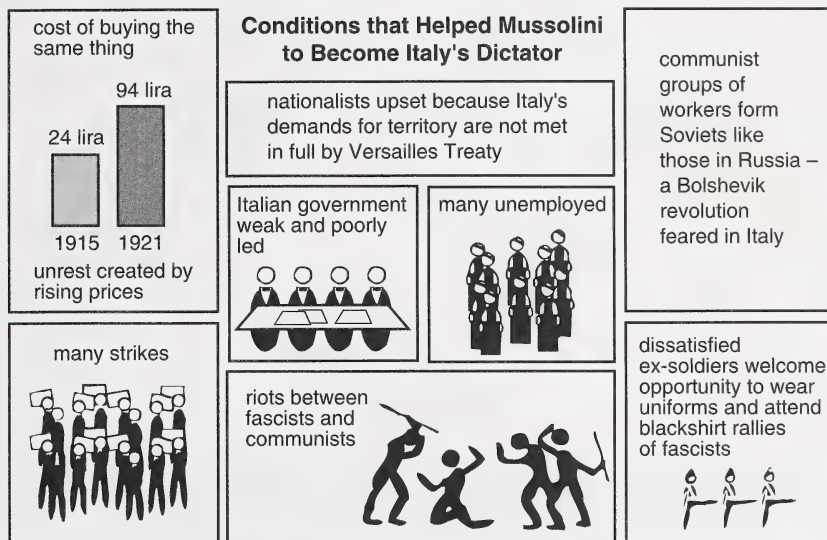 Conditions that Helped Mussolini
to Become Italy's Dictator
cost of buying the
same thing
94 lira
24 lira
1915 1921
unrest created by
rising prices
nationalists upset because Italy's
demands for territory are not met
in full by Versailles Treaty
communist
groups of
workers form
Soviets like
those in Russia –
a Bolshevik
revolution
feared in Italy
Italian government
weak and poorly
led
many unemployed
many strikes
riots between
fascists and
communists
dissatisfied
ex-soldiers welcome
opportunity to wear
uniforms and attend
blackshirt rallies
of fascists